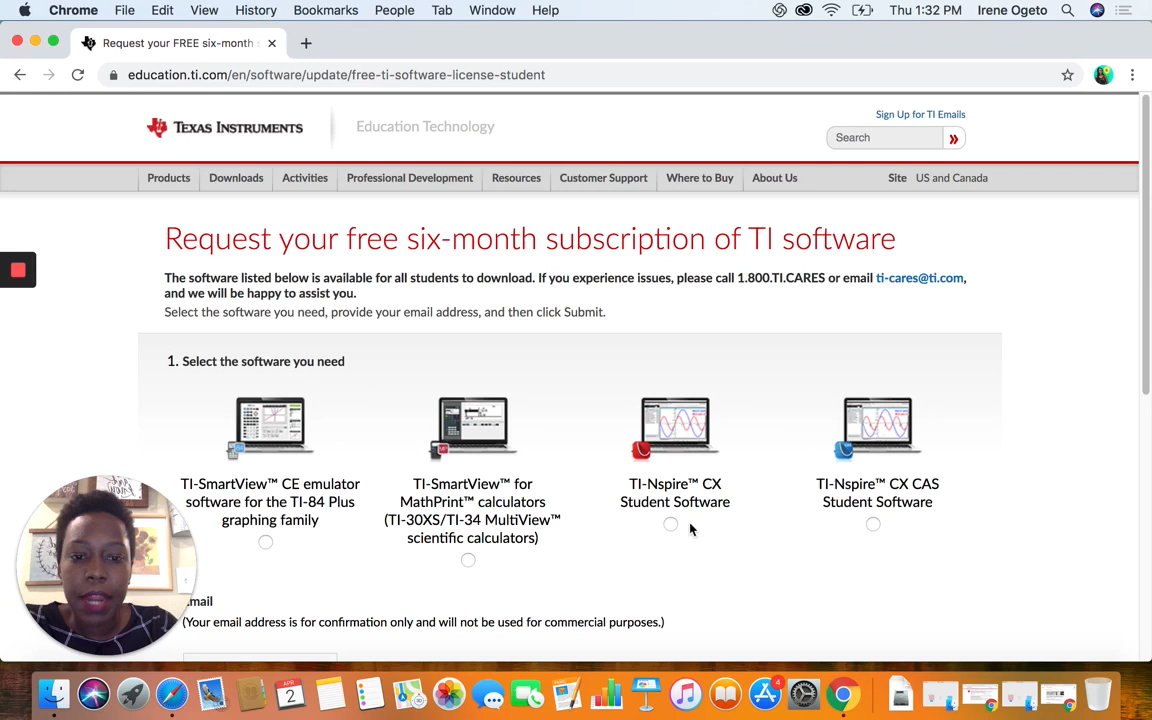 Chrome File Edit View History Bookmarks People Tab Window Help Thu 1:32 PM Irene Ogeto
Request your FREE six-month
education.ti.com/en/software/update/free-ti-software-license-student
Sign Up for TI Emails
TEXAS INSTRUMENTS Education Technology
Search
Products Downloads Activities Professional Development Resources Customer Support Where to Buy About Us Site US and Canada
Request your free six-month subscription of TI software
The software listed below is available for all students to download. If you experience issues, please call 1.800.TI.CARES or email ti-cares@ti.com,
and we will be happy to assist you.
Select the software you need, provide your email address, and then click Submit.
1. Select the software you need
TI-SmartView™ CE emulator
software for the TI-84 Plus
graphing family
TI-SmartView™ for
MathPrint™ calculators
(TI-30XS/TI-34 MultiView™
scientific calculators)
TI-Nspire™ CX
Student Software
TI-Nspire™ CX CAS
Student Software
(Your email address is for confirmation only and will not be used for commercial purposes.)
APR
2
4